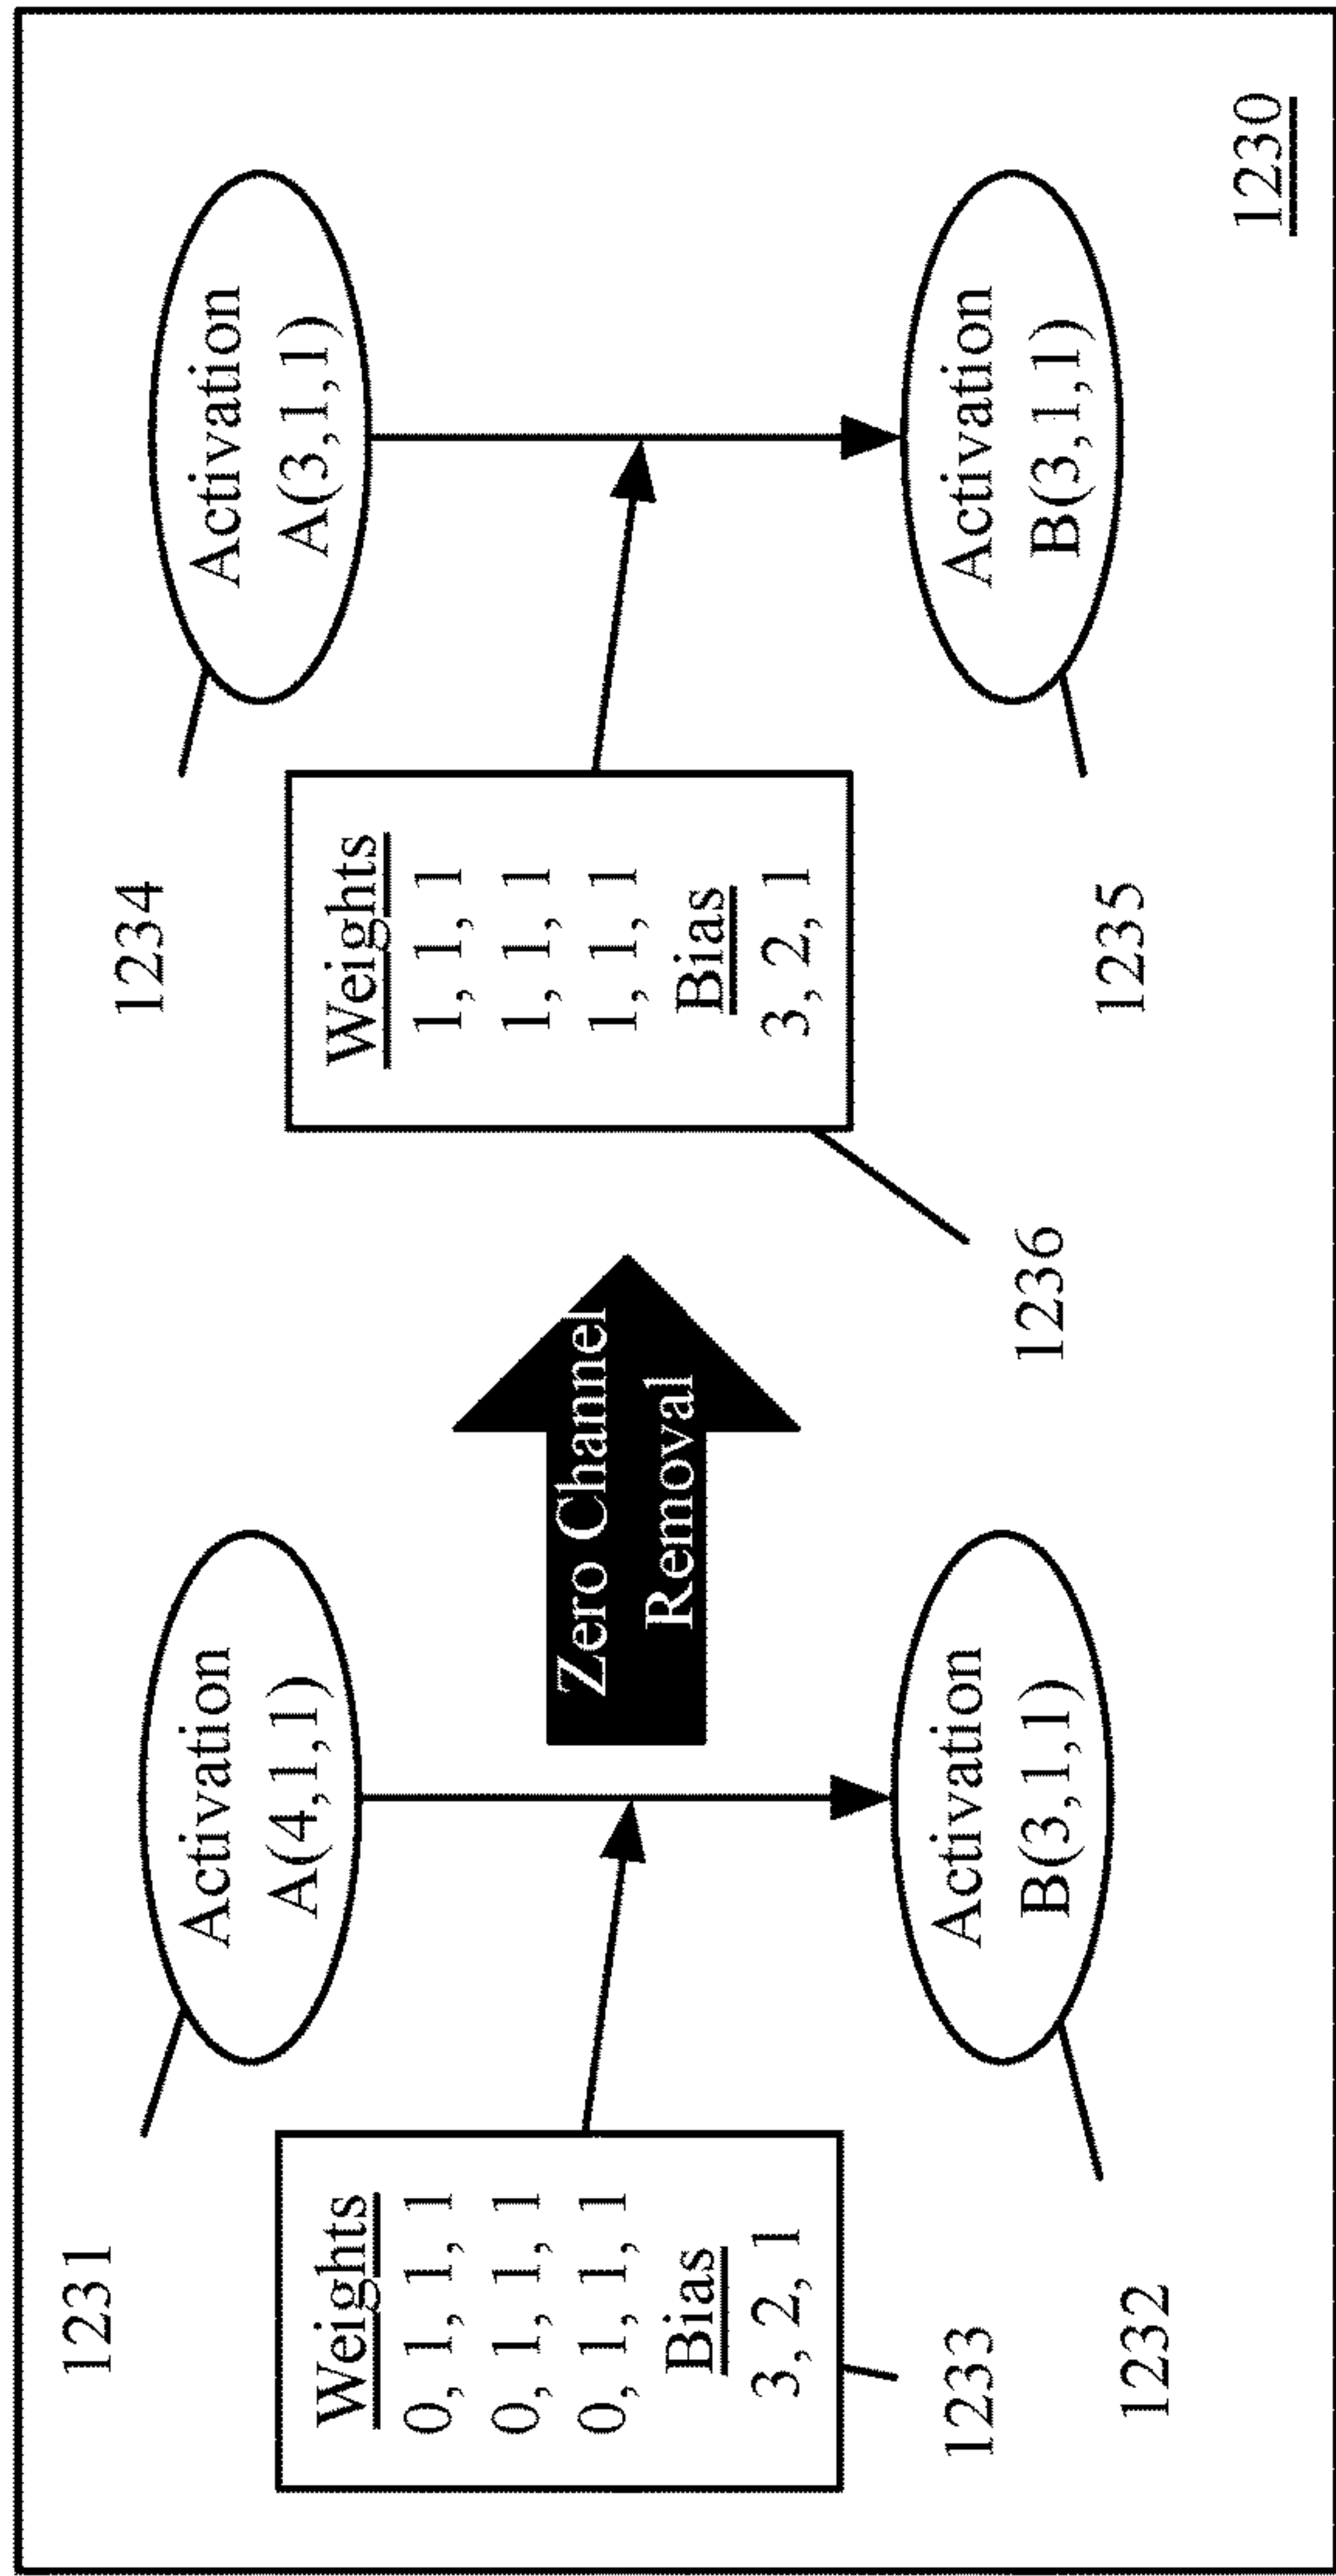 1231
Activation
A(4,1,1)
Weights
0, 1, 1, 1
0, 1, 1, 1
0, 1, 1, 1
Bias
3, 2, 1
1233
Activation
B(3,1,1)
1232
Zero Channel
Removal
1234
Activation
A(3,1,1)
Weights
1, 1, 1
1, 1, 1
1, 1, 1
Bias
3, 2, 1
1236
Activation
B(3,1,1)
1235
1230